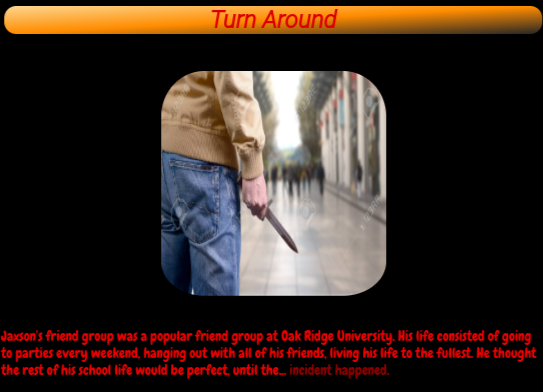 Turn Around
Jaxson's friend group was a popular friend group at Oak Ridge University. His life consisted of going
to parties every weekend, hanging out with all of his friends, living his life to the fullest. He thought
the rest of his school life would be perfect, until the... incident happened.